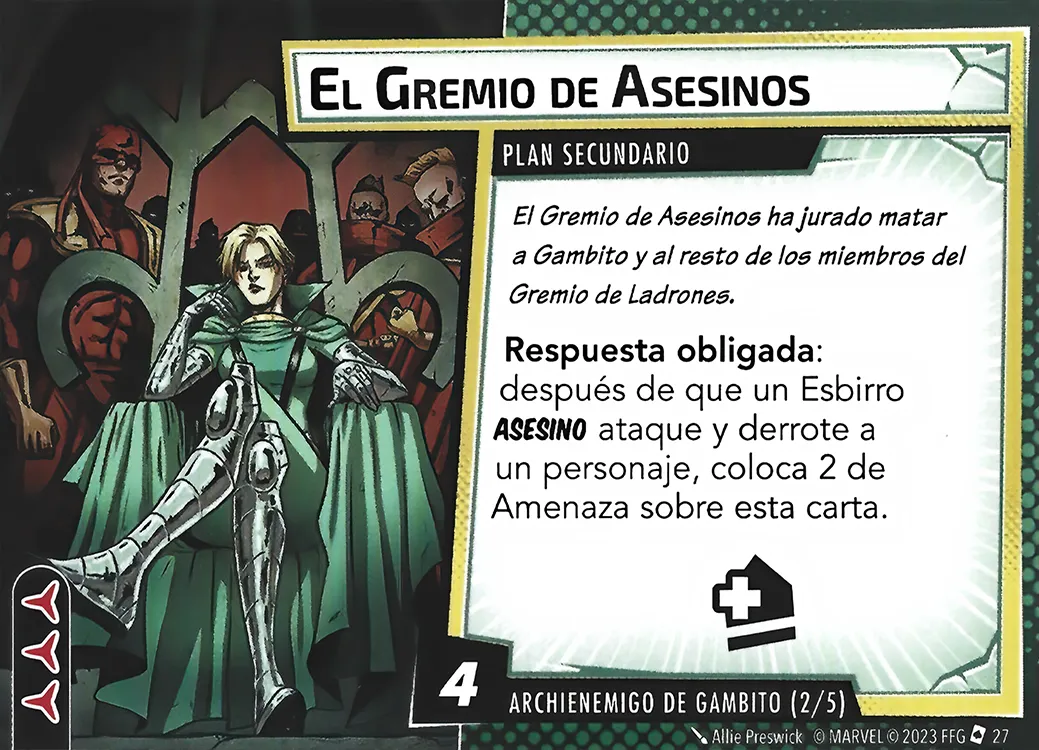 EL GREMIO DE ASESINOS
PLAN SECUNDARIO
El Gremio de Asesinos ha jurado matar
a Gambito y al resto de los miembros del
Gremio de Ladrones.
Respuesta obligada:
después de que un Esbirro
ASESINO ataque y derrote a
un personaje, coloca 2 de
Amenaza sobre esta carta.
4
ARCHIENEMIGO DE GAMBITO (2/5)
Allie Preswick © MARVEL © 2023 FFG 27